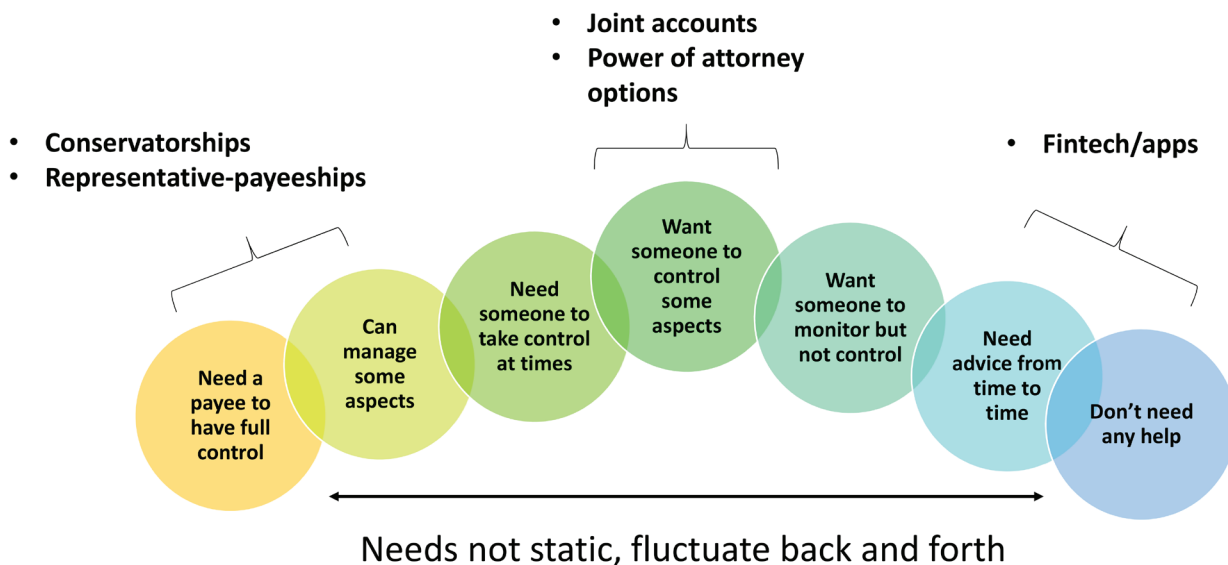 • Joint accounts
• Power of attorney
options
• Conservatorships
• Representative-payeeships
• Fintech/apps
Need a
payee to
have full
control
Can
manage
some
aspects
Need
someone to
take control
at times
Want
someone to
control
some
aspects
Want
someone to
monitor but
not control
Need
advice from
time to
time
Don’t need
any help
Needs not static, fluctuate back and forth